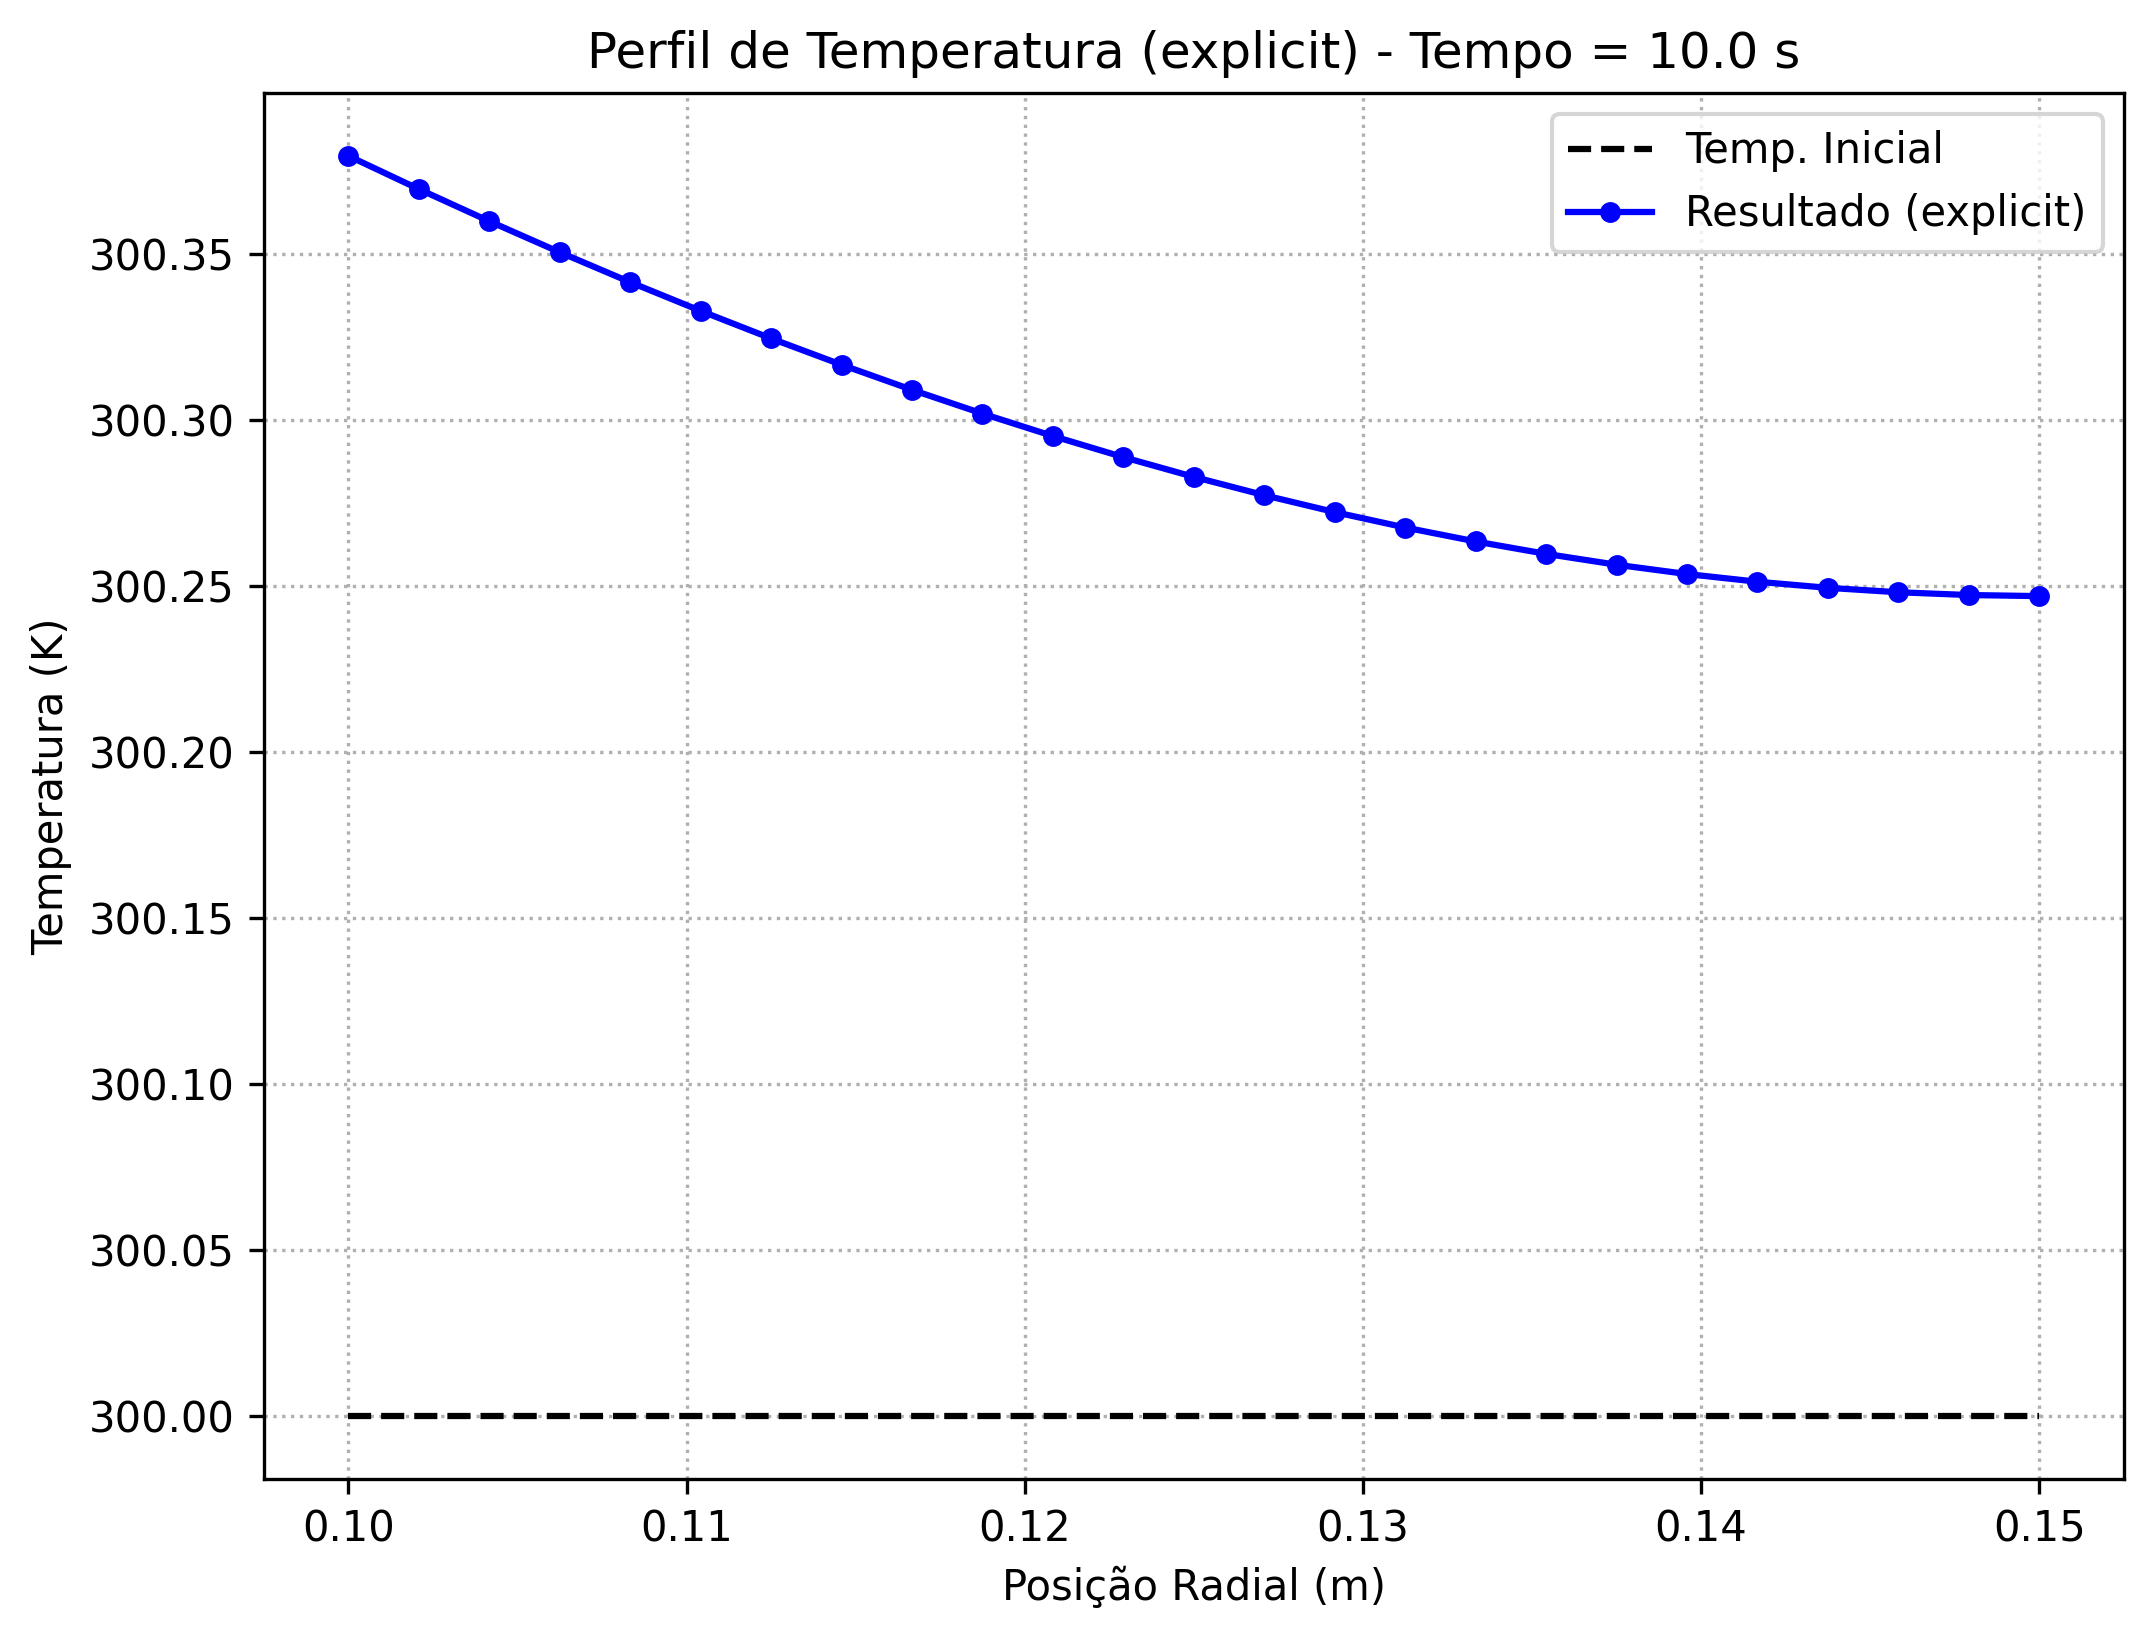 Perfil de Temperatura (explicit) - Tempo = 10.0 s
Temp. Inicial
Resultado (explicit)
Temperatura (K)
300.35
300.30
300.25
300.20
300.15
300.10
300.05
300.00
0.10 0.11 0.12 0.13 0.14 0.15
Posição Radial (m)